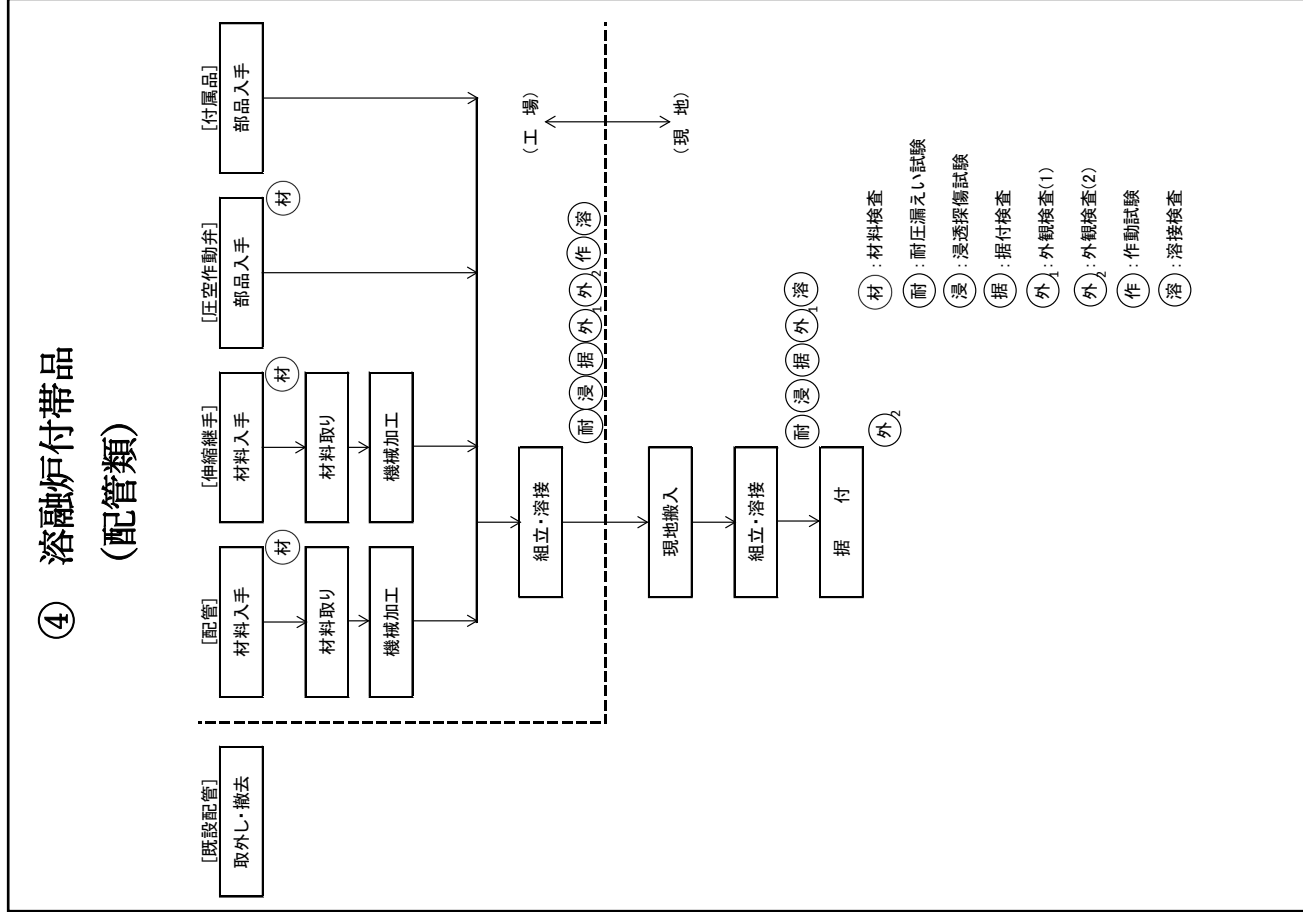 ④ 溶融炉付帯品
(配管類)
[既設配管]
取外し・撤去
[配管]
材料入手
材
材料取り
機械加工
[伸縮継手]
材料入手
材
材料取り
機械加工
[圧空作動弁]
部品入手
材
[付属品]
部品入手
組立・溶接
耐 浸 据 外1 外2 作 溶
(工 場)
(現 地)
現地搬入
組立・溶接
耐 浸 据 外1 溶
据 付
外2
材:材料検査
耐:耐圧漏えい試験
浸:浸透探傷試験
据:据付検査
外1:外観検査(1)
外2:外観検査(2)
作:作動試験
溶:溶接検査